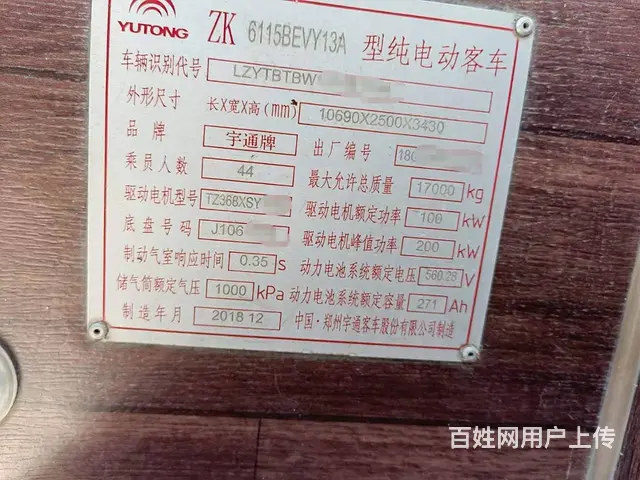 YUTONG ZK 6115BEVY13A 型纯电动客车
车辆识别代号 LZYTBTBW
外形尺寸 长X宽X高(mm) 10690X2500X3430
品牌 宇通牌 出厂编号 180
乘员人数 44 最大允许总质量 17000 kg
驱动电机型号 TZ368XSY 驱动电机额定功率 100 kW
底盘号码 J106 驱动电机峰值功率 200 kW
制动气室响应时间 0.35 s 动力电池系统额定电压 560.28 V
储气筒额定气压 1000 kPa 动力电池系统额定容量 271 Ah
制造年月 2018 12 中国·郑州宇通客车股份有限公司制造
百姓网用户上传